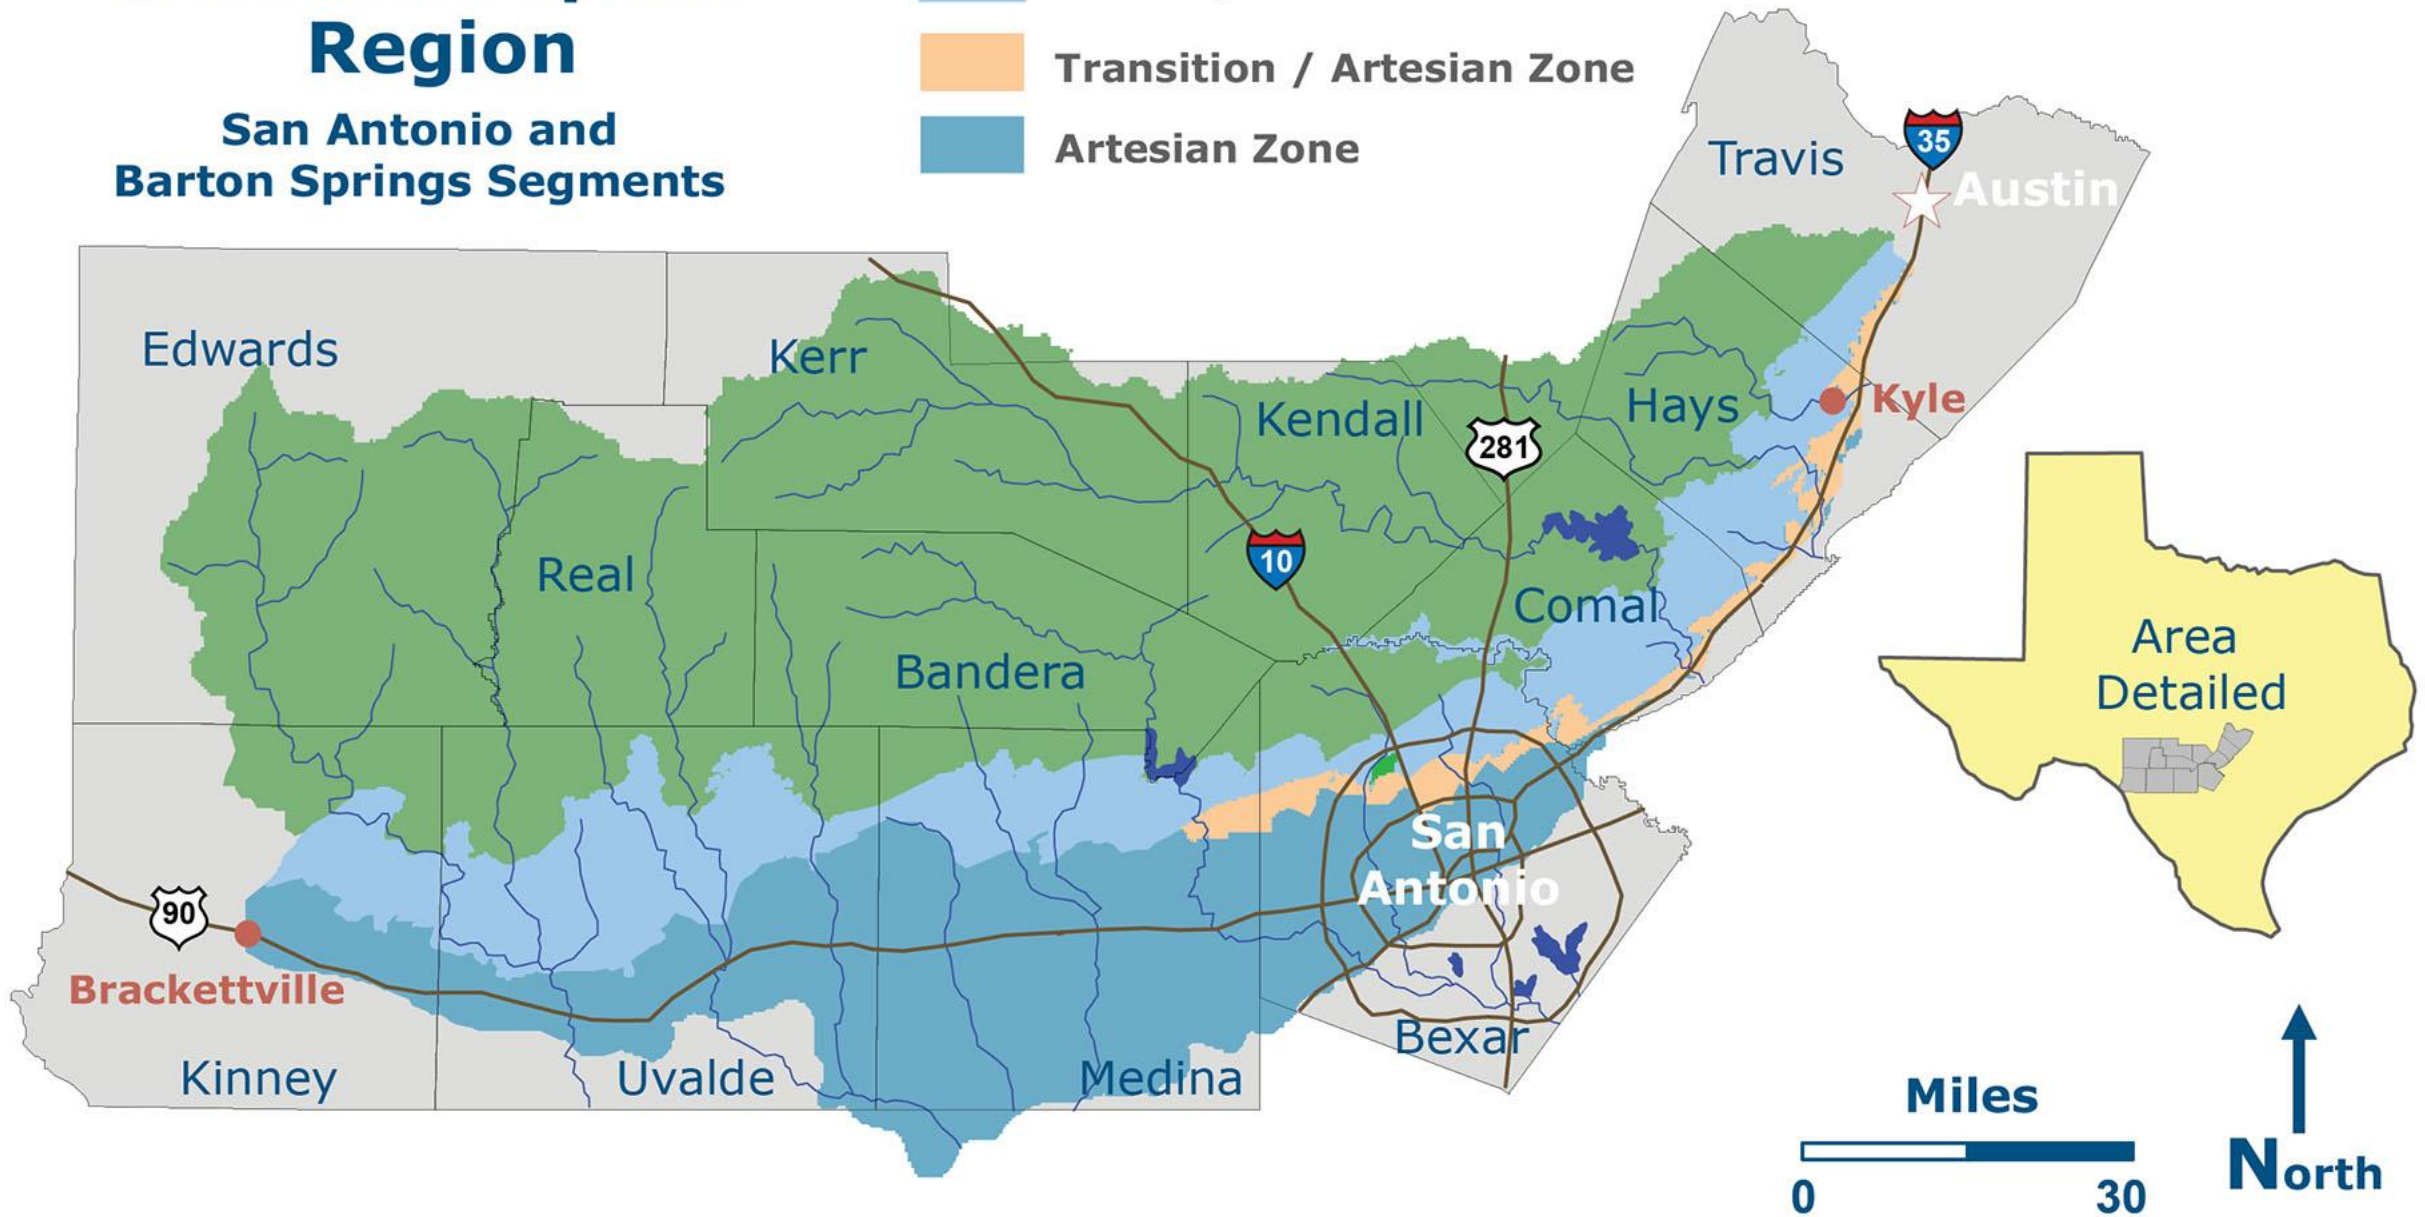 Region
San Antonio and
Barton Springs Segments
Transition / Artesian Zone
Artesian Zone
Travis
35
Austin
Edwards
Kerr
Kendall
281
Hays
Kyle
Real
10
Comal
Area
Detailed
Bandera
San
Antonio
90
Brackettville
Kinney
Uvalde
Medina
Bexar
Miles
0 30
North